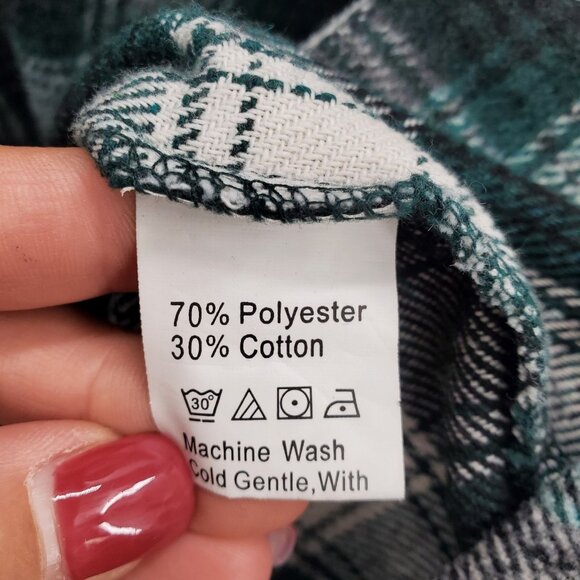 70% Polyester
30% Cotton
30°
Machine Wash
Cold Gentle,With